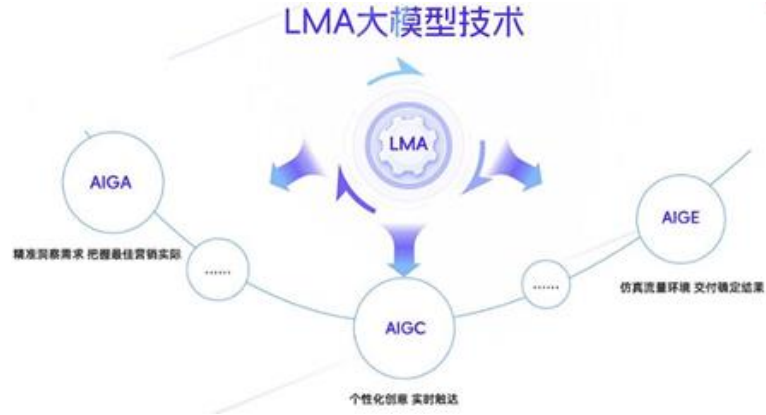 LMA大模型技术
LMA
AIGA
AIGE
精准洞察需求 把握最佳营销实际
......
......
仿真流量环境 交付确定结果
AIGC
个性化创意 实时触达